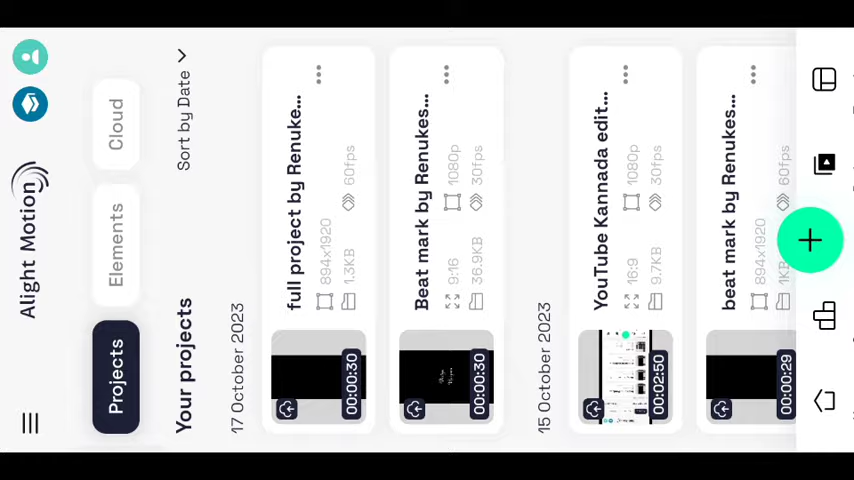 Alight Motion
Projects
Elements
Cloud
Your projects
Sort by Date
17 October 2023
full project by Renuke...
894x1920
60fps
1.3KB
00:00:30
Beat mark by Renukes...
9:16
1080p
36.9KB
30fps
00:00:30
15 October 2023
YouTube Kannada edit...
16:9
1080p
9.7KB
30fps
00:02:50
beat mark by Renukes...
894x1920
60fps
1KB
00:00:29